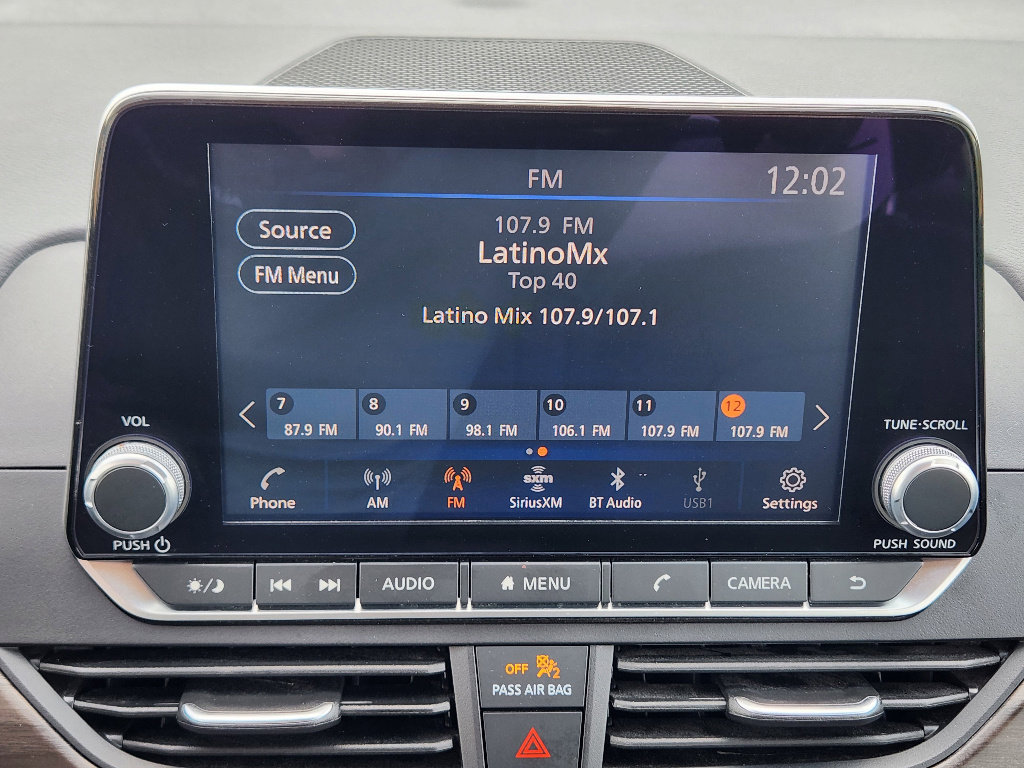 FM 12:02
Source
FM Menu
107.9 FM
LatinoMx
Top 40
Latino Mix 107.9/107.1
7 8 9 10 11 12
87.9 FM 90.1 FM 98.1 FM 106.1 FM 107.9 FM 107.9 FM
VOL
TUNE·SCROLL
sxm
Phone AM FM SiriusXM BT Audio USB1 Settings
PUSH
PUSH SOUND
AUDIO MENU CAMERA
OFF 2
PASS AIR BAG